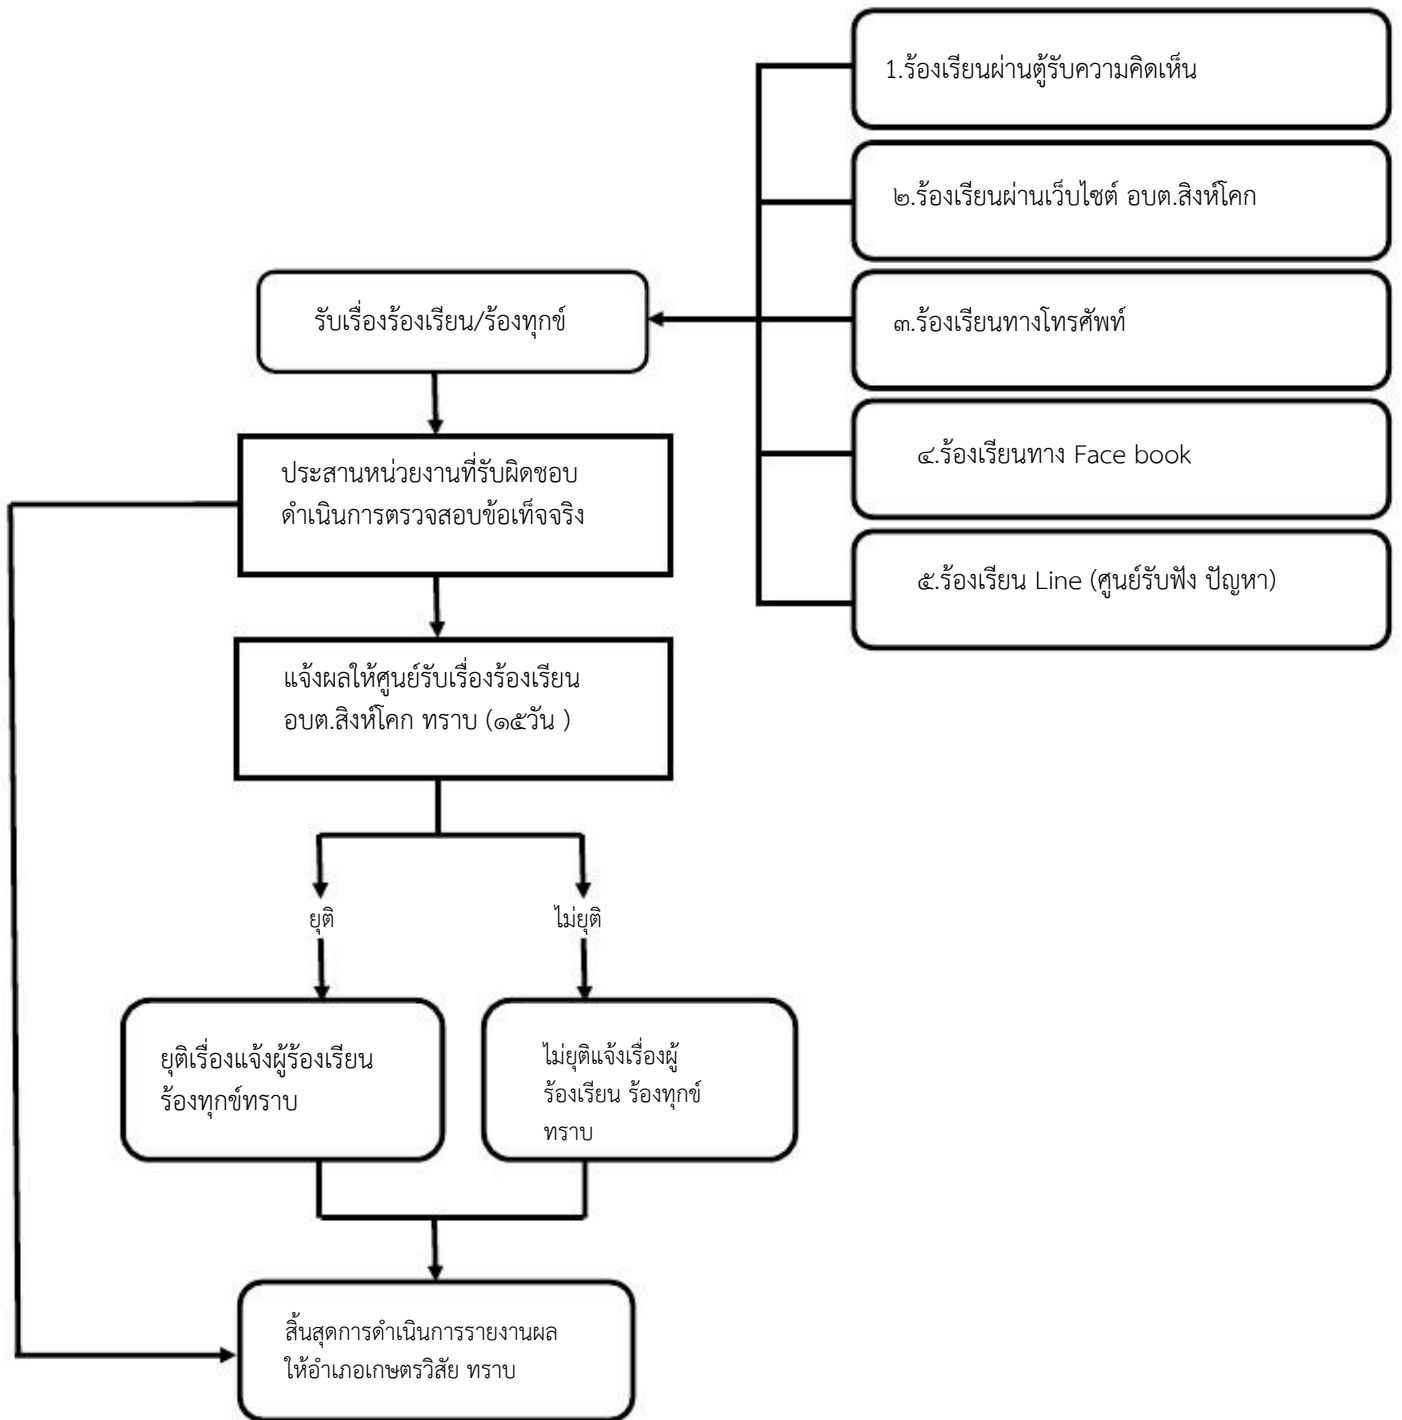 1.ร้องเรียนผ่านตู้รับความคิดเห็น
๒.ร้องเรียนผ่านเว็บไซต์ อบต.สิงห์โคก
รับเรื่องร้องเรียน/ร้องทุกข์
๓.ร้องเรียนทางโทรศัพท์
๔.ร้องเรียนทาง Face book
ประสานหน่วยงานที่รับผิดชอบ
ดำเนินการตรวจสอบข้อเท็จจริง
๕.ร้องเรียน Line (ศูนย์รับฟัง ปัญหา)
แจ้งผลให้ศูนย์รับเรื่องร้องเรียน
อบต.สิงห์โคก ทราบ (๑๕วัน )
ยุติ
ไม่ยุติ
ยุติเรื่องแจ้งผู้ร้องเรียน
ร้องทุกข์ทราบ
ไม่ยุติแจ้งเรื่องผู้
ร้องเรียน ร้องทุกข์
ทราบ
สิ้นสุดการดำเนินการรายงานผล
ให้อำเภอเกษตรวิสัย ทราบ